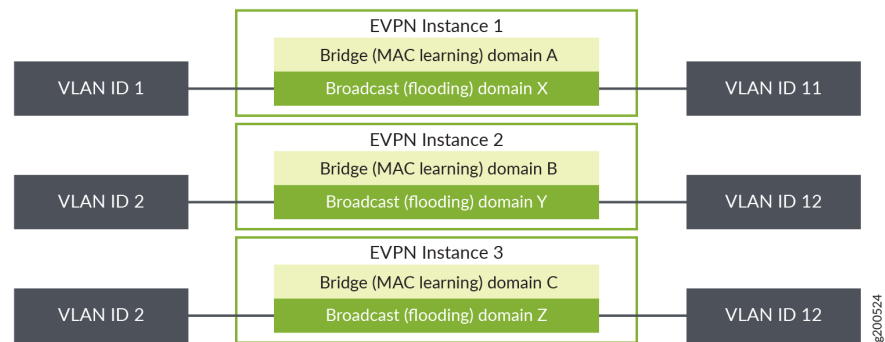 EVPN Instance 1
Bridge (MAC learning) domain A
VLAN ID 1
Broadcast (flooding) domain X
VLAN ID 11
EVPN Instance 2
Bridge (MAC learning) domain B
VLAN ID 2
Broadcast (flooding) domain Y
VLAN ID 12
EVPN Instance 3
Bridge (MAC learning) domain C
VLAN ID 2
Broadcast (flooding) domain Z
VLAN ID 12
g200524